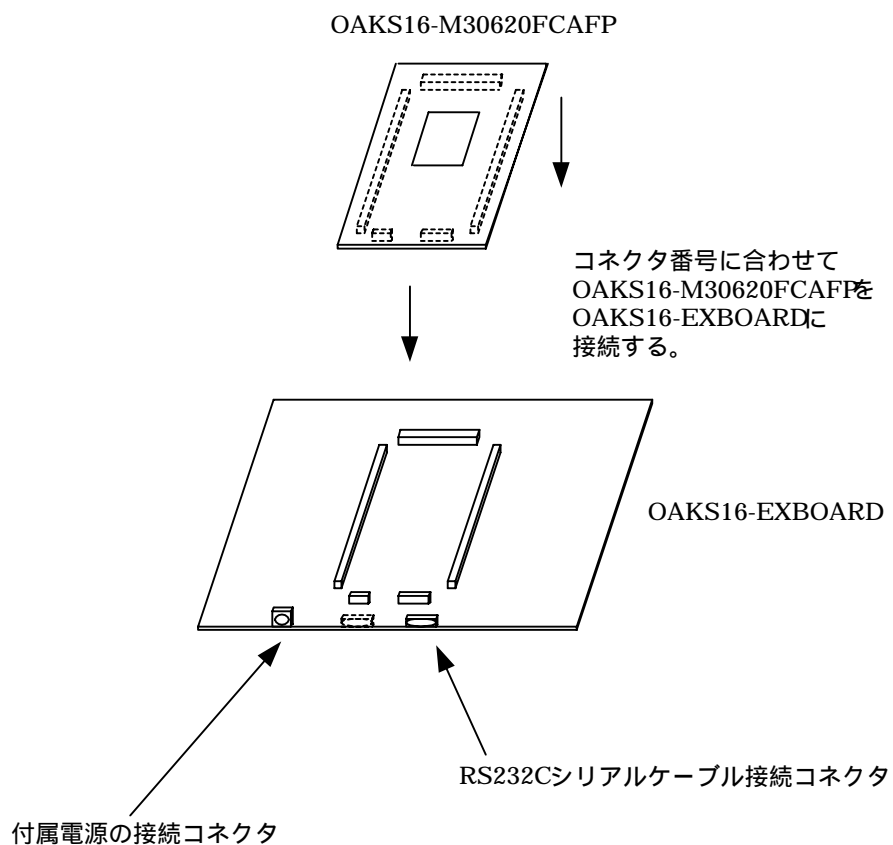 OAKS16-M30620FCAFP
コネクタ番号に合わせて
OAKS16-M30620FCAFPを
OAKS16-EXBOARDに
接続する。
OAKS16-EXBOARD
RS232Cシリアルケーブル接続コネクタ
付属電源の接続コネクタ